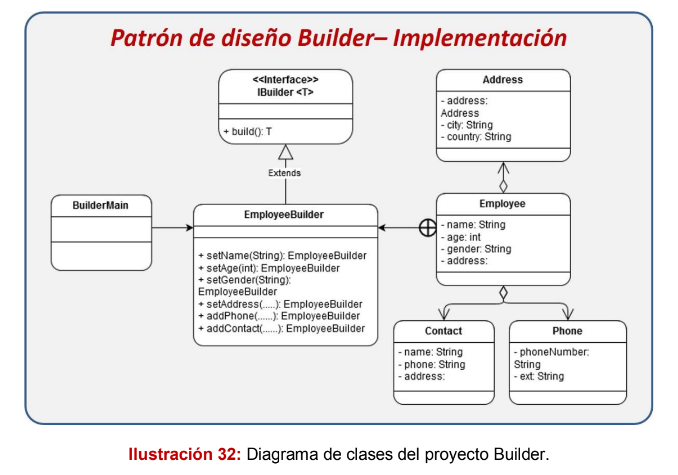 Patrón de diseño Builder– Implementación
<<Interface>>
IBuilder <T>
+ build(): T
Extends
Address
- address:
Address
- city: String
- country: String
BuilderMain
EmployeeBuilder
+ setName(String): EmployeeBuilder
+ setAge(int): EmployeeBuilder
+ setGender(String):
EmployeeBuilder
+ setAddress(.....): EmployeeBuilder
+ addPhone(......): EmployeeBuilder
+ addContact(......): EmployeeBuilder
Employee
- name: String
- age: int
- gender: String
- address:
Contact
- name: String
- phone: String
- address:
Phone
- phoneNumber:
String
- ext: String
Ilustración 32: Diagrama de clases del proyecto Builder.